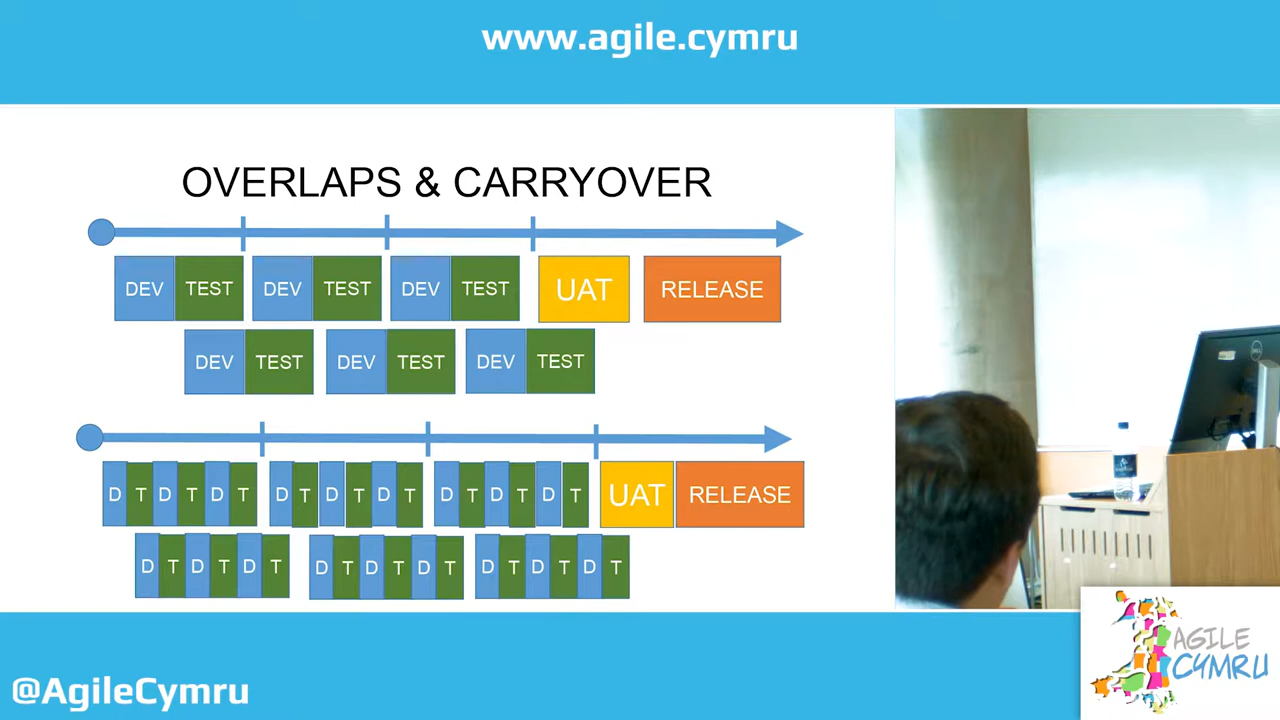 www.agile.cymru
OVERLAPS & CARRYOVER
DEV TEST DEV TEST DEV TEST UAT RELEASE
DEV TEST DEV TEST DEV TEST
D T D T D T D T D T D T D T D T D T UAT RELEASE
D T D T D T D T D T D T D T D T D T
@AgileCymru
AGILE
CYMRU